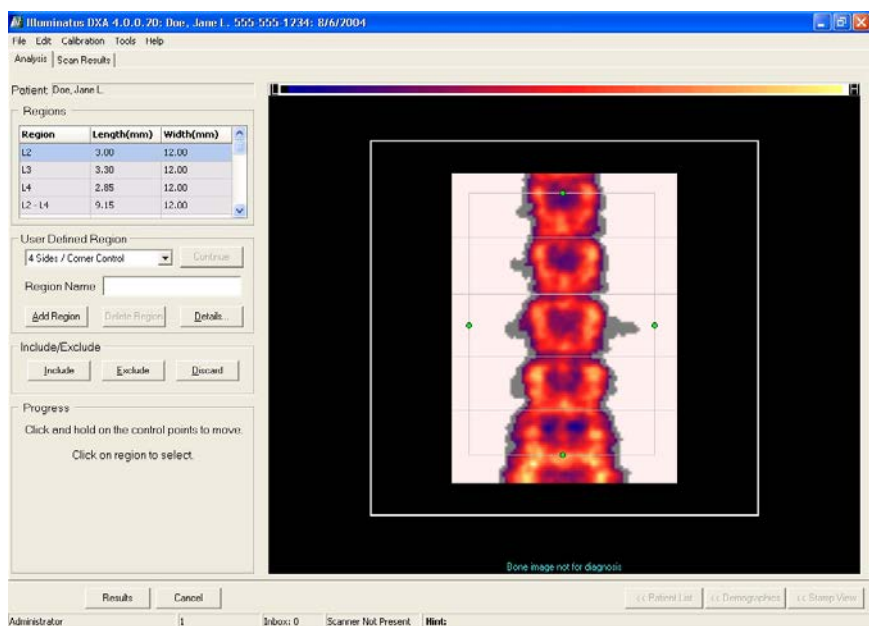 Illuminatus DXA 4.0.0.20: Doe, Jane L. 555-555-1234: 8/6/2004
File Edit Calibration Tools Help
Analysis Scan Results
Patient: Doe, Jane L.
Regions
Region Length(mm) Width(mm)
L2 3.00 12.00
L3 3.30 12.00
L4 2.85 12.00
L2 - L4 9.15 12.00
User Defined Region
4 Sides / Corner Control Continue
Region Name
Add Region Delete Region Details...
Include/Exclude
Include Exclude Discard
Progress
Click and hold on the control points to move.
Click on region to select.
Bone image not for diagnosis
Results Cancel << Patient List << Demographics << Stamp View
Administrator 1 Inbox: 0 Scanner Not Present Hint: